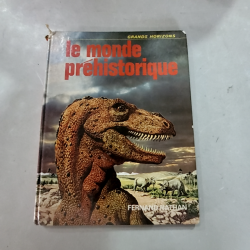 GRANDS HORIZONS
le monde
préhistorique
FERNAND NATHAN